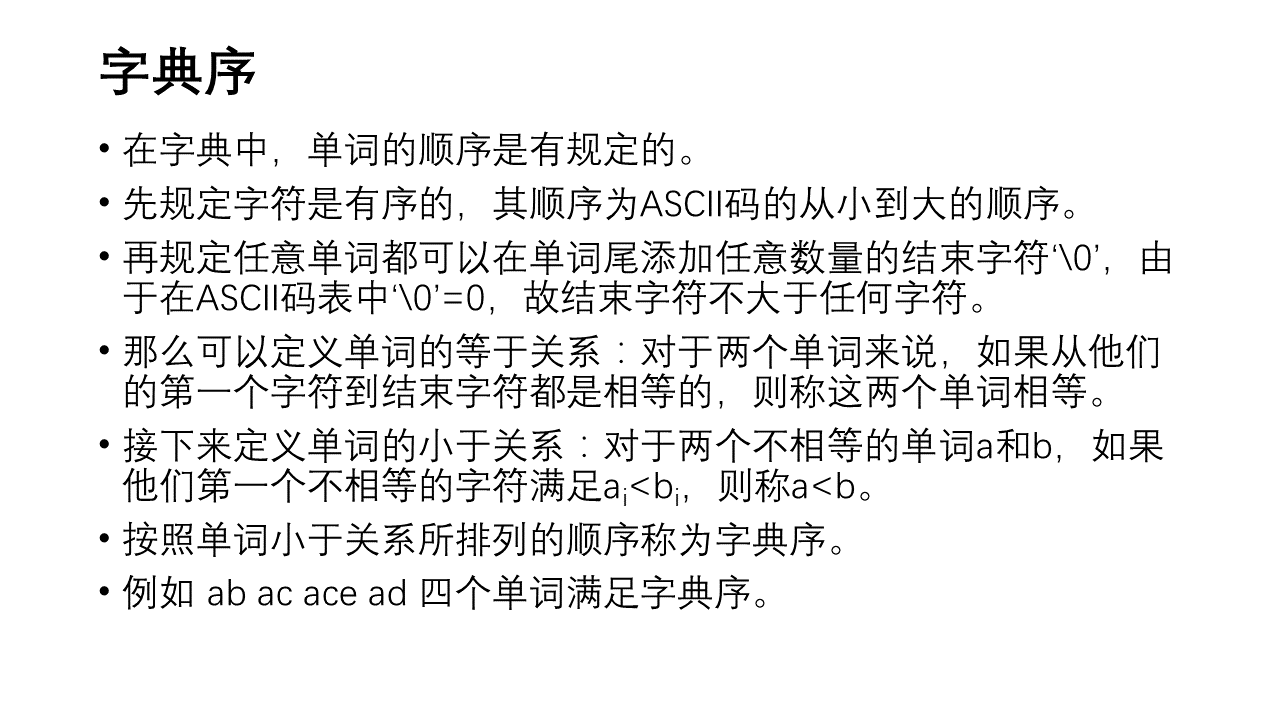 字典序
• 在字典中，单词的顺序是有规定的。
• 先规定字符是有序的，其顺序为ASCII码的从小到大的顺序。
• 再规定任意单词都可以在单词尾添加任意数量的结束字符‘\0’，由
于在ASCII码表中‘\0’=0，故结束字符不大于任何字符。
• 那么可以定义单词的等于关系：对于两个单词来说，如果从他们
的第一个字符到结束字符都是相等的，则称这两个单词相等。
• 接下来定义单词的小于关系：对于两个不相等的单词a和b，如果
他们第一个不相等的字符满足aᵢ<bᵢ，则称a<b。
• 按照单词小于关系所排列的顺序称为字典序。
• 例如 ab ac ace ad 四个单词满足字典序。